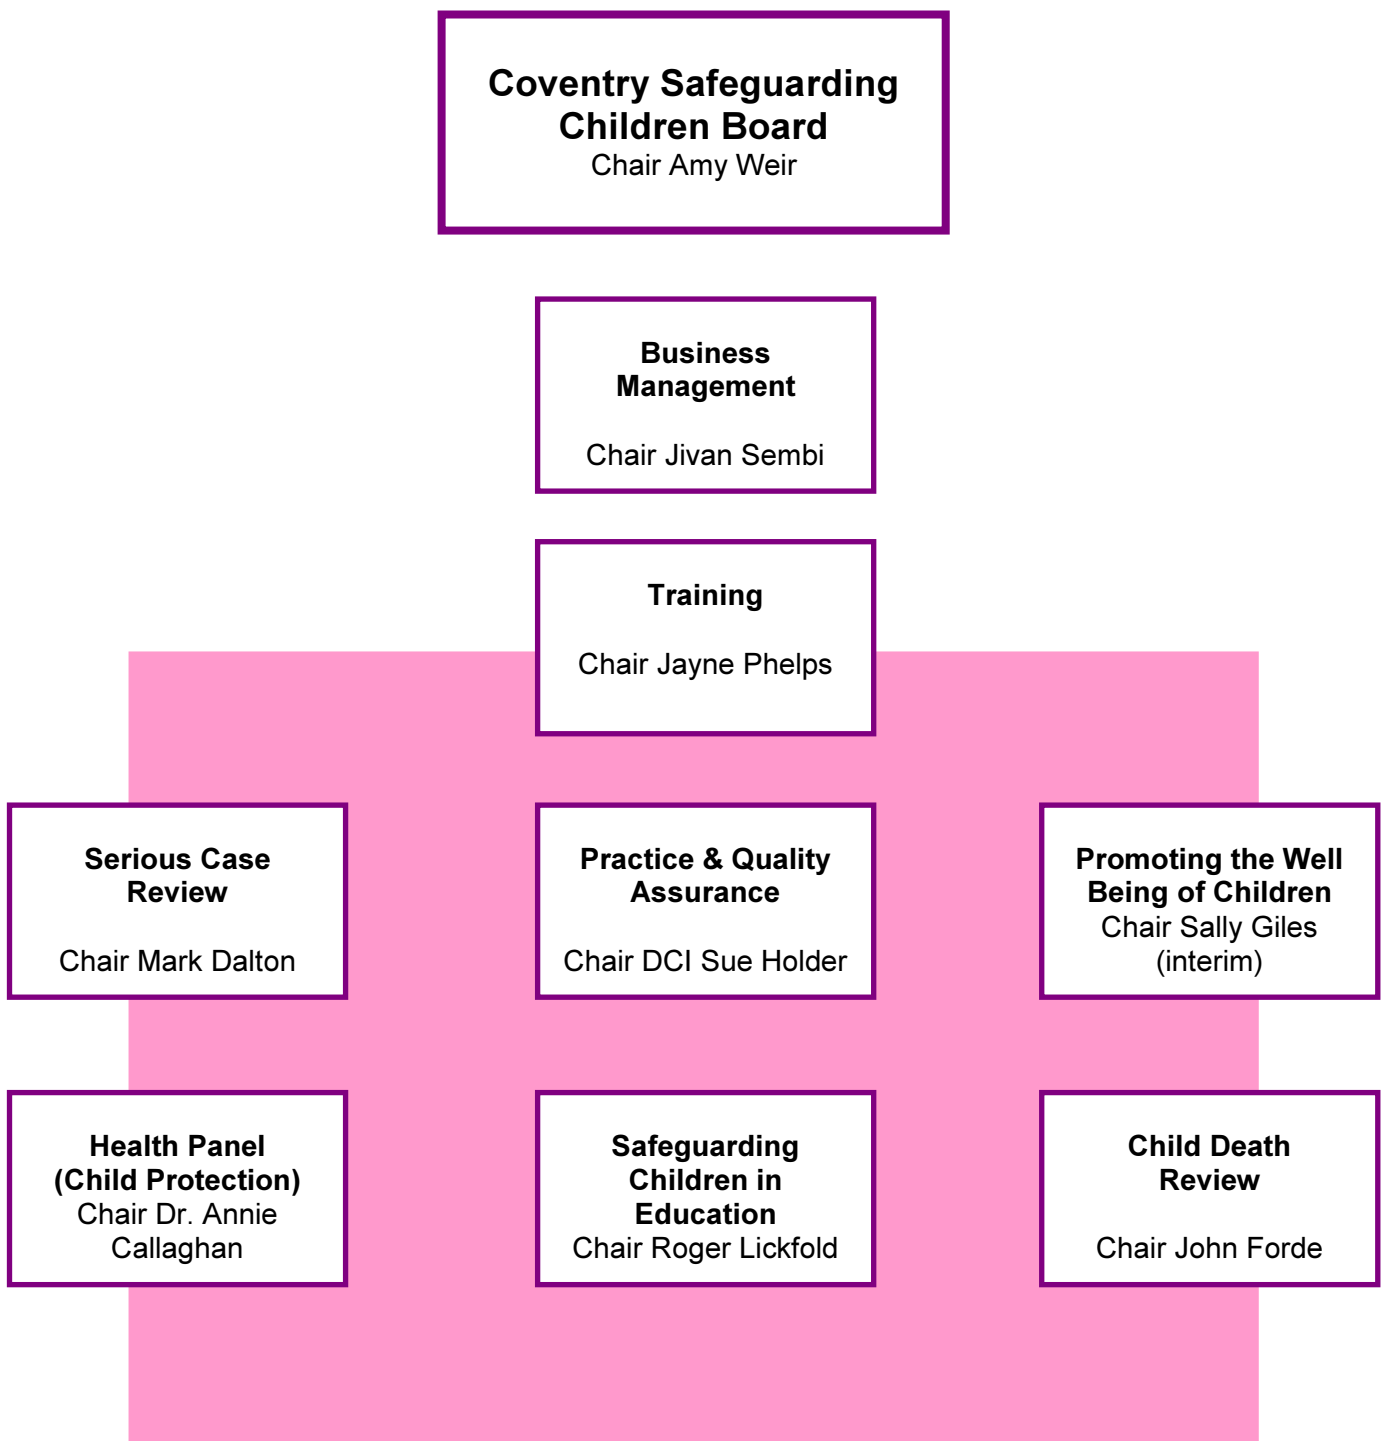 Coventry Safeguarding
Children Board
Chair Amy Weir
Business
Management
Chair Jivan Sembi
Training
Chair Jayne Phelps
Serious Case
Review
Chair Mark Dalton
Practice & Quality
Assurance
Chair DCI Sue Holder
Promoting the Well
Being of Children
Chair Sally Giles
(interim)
Health Panel
(Child Protection)
Chair Dr. Annie
Callaghan
Safeguarding
Children in
Education
Chair Roger Lickfold
Child Death
Review
Chair John Forde